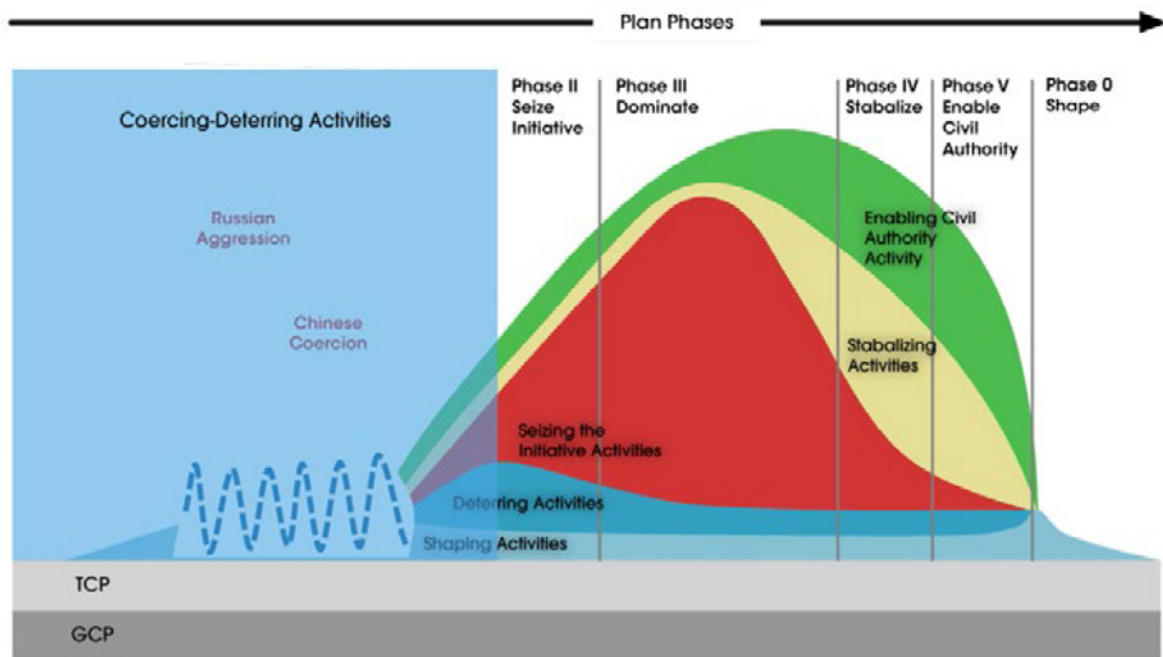 Plan Phases
Coercing-Deterring Activities
Russian
Aggression
Chinese
Coercion
Phase II
Seize
Initiative
Phase III
Dominate
Phase IV
Stabalize
Phase V
Enable
Civil
Authority
Phase 0
Shape
Enabling Civil
Authority
Activity
Stabalizing
Activities
Seizing the
Initiative Activities
Deterring Activities
Shaping Activities
TCP
GCP